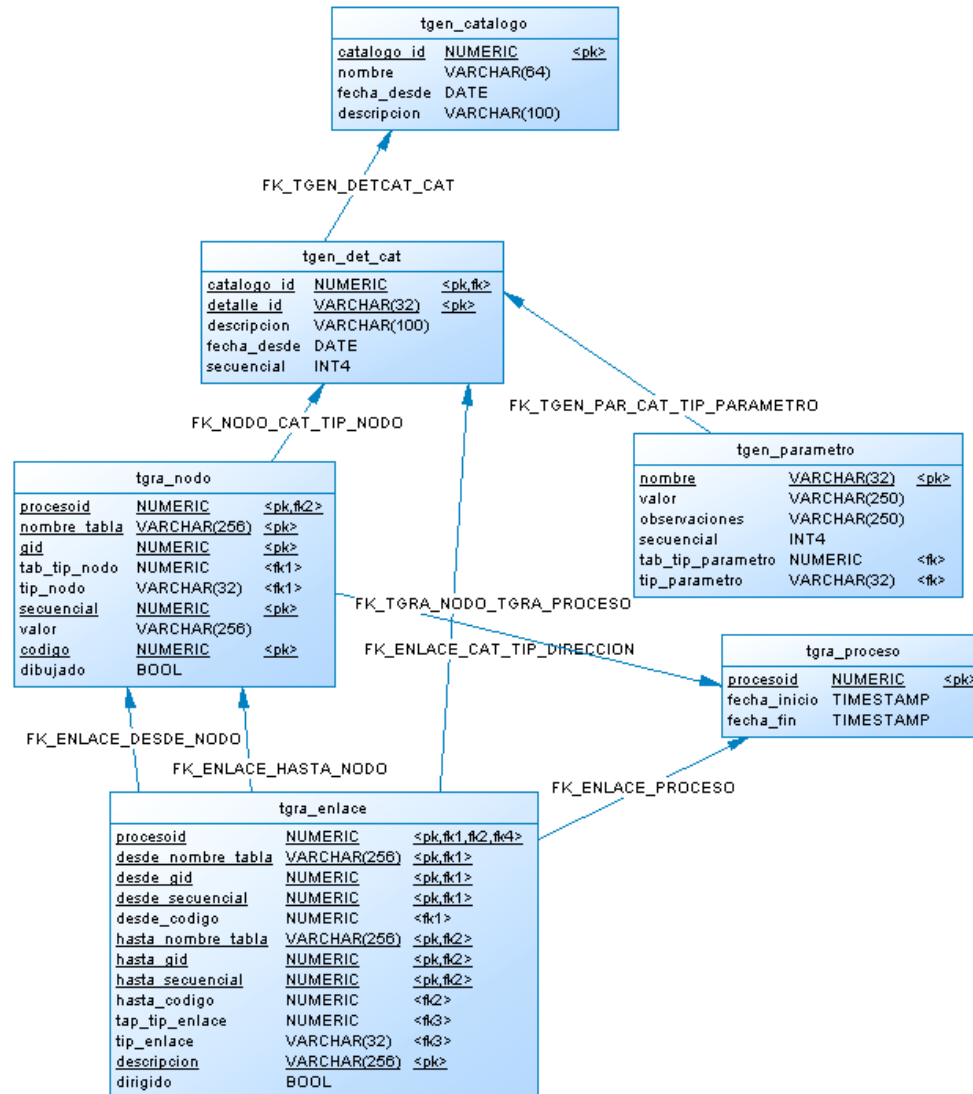 tgen_catalogo
catalogo_id NUMERIC <pk>
nombre VARCHAR(64)
fecha_desde DATE
descripcion VARCHAR(100)
FK_TGEN_DETCAT_CAT
tgen_det_cat
catalogo_id NUMERIC <pk,fk>
detalle_id VARCHAR(32) <pk>
descripcion VARCHAR(100)
fecha_desde DATE
secuencial INT4
FK_TGEN_PAR_CAT_TIP_PARAMETRO
FK_NODO_CAT_TIP_NODO
tgen_parametro
nombre VARCHAR(32) <pk>
valor VARCHAR(250)
observaciones VARCHAR(250)
secuencial INT4
tab_tip_parametro NUMERIC <fk>
tip_parametro VARCHAR(32) <fk>
tgra_nodo
procesoid NUMERIC <pk,fk2>
nombre_tabla VARCHAR(256) <pk>
gid NUMERIC <pk>
tab_tip_nodo NUMERIC <fk1>
tip_nodo VARCHAR(32) <fk1>
secuencial NUMERIC <pk>
valor VARCHAR(256)
codigo NUMERIC <pk>
dibujado BOOL
FK_TGRA_NODO_TGRA_PROCESO
FK_ENLACE_CAT_TIP_DIRECCION
tgra_proceso
procesoid NUMERIC <pk>
fecha_inicio TIMESTAMP
fecha_fin TIMESTAMP
FK_ENLACE_DESDE_NODO
FK_ENLACE_HASTA_NODO
FK_ENLACE_PROCESO
tgra_enlace
procesoid NUMERIC <pk,fk1,fk2,fk4>
desde_nombre_tabla VARCHAR(256) <pk,fk1>
desde_gid NUMERIC <pk,fk1>
desde_secuencial NUMERIC <pk,fk1>
desde_codigo NUMERIC <fk1>
hasta_nombre_tabla VARCHAR(256) <pk,fk2>
hasta_gid NUMERIC <pk,fk2>
hasta_secuencial NUMERIC <pk,fk2>
hasta_codigo NUMERIC <fk2>
tap_tip_enlace NUMERIC <fk3>
tip_enlace VARCHAR(32) <fk3>
descripcion VARCHAR(256) <pk>
dirigido BOOL